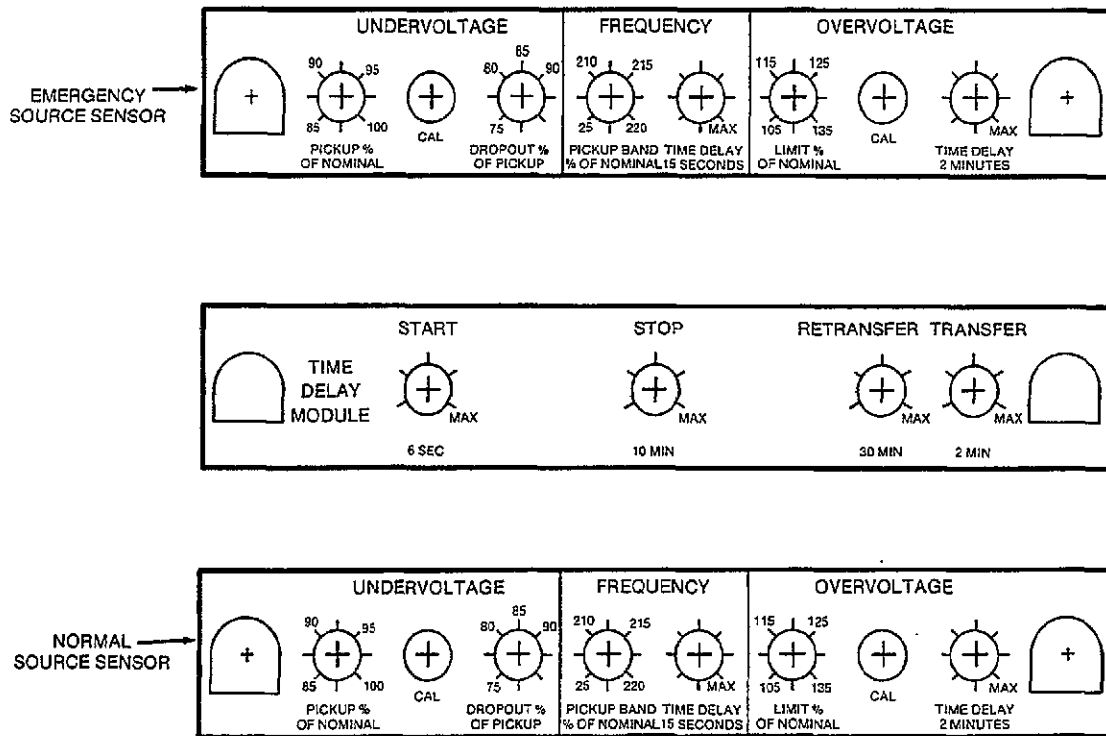 UNDERVOLTAGE FREQUENCY OVERVOLTAGE
85
90 95 80 90 210 215 115 125
EMERGENCY
SOURCE SENSOR
85 100 CAL 75 25 220 MAX 105 135 CAL MAX
PICKUP % DROPOUT % PICKUP BAND TIME DELAY LIMIT % TIME DELAY
OF NOMINAL OF PICKUP % OF NOMINAL 15 SECONDS OF NOMINAL 2 MINUTES
START STOP RETRANSFER TRANSFER
TIME
DELAY
MODULE
MAX MAX MAX MAX
6 SEC 10 MIN 30 MIN 2 MIN
UNDERVOLTAGE FREQUENCY OVERVOLTAGE
85
90 95 80 90 210 215 115 125
NORMAL
SOURCE SENSOR
85 100 CAL 75 25 220 MAX 105 135 CAL MAX
PICKUP % DROPOUT % PICKUP BAND TIME DELAY LIMIT % TIME DELAY
OF NOMINAL OF PICKUP % OF NOMINAL 15 SECONDS OF NOMINAL 2 MINUTES